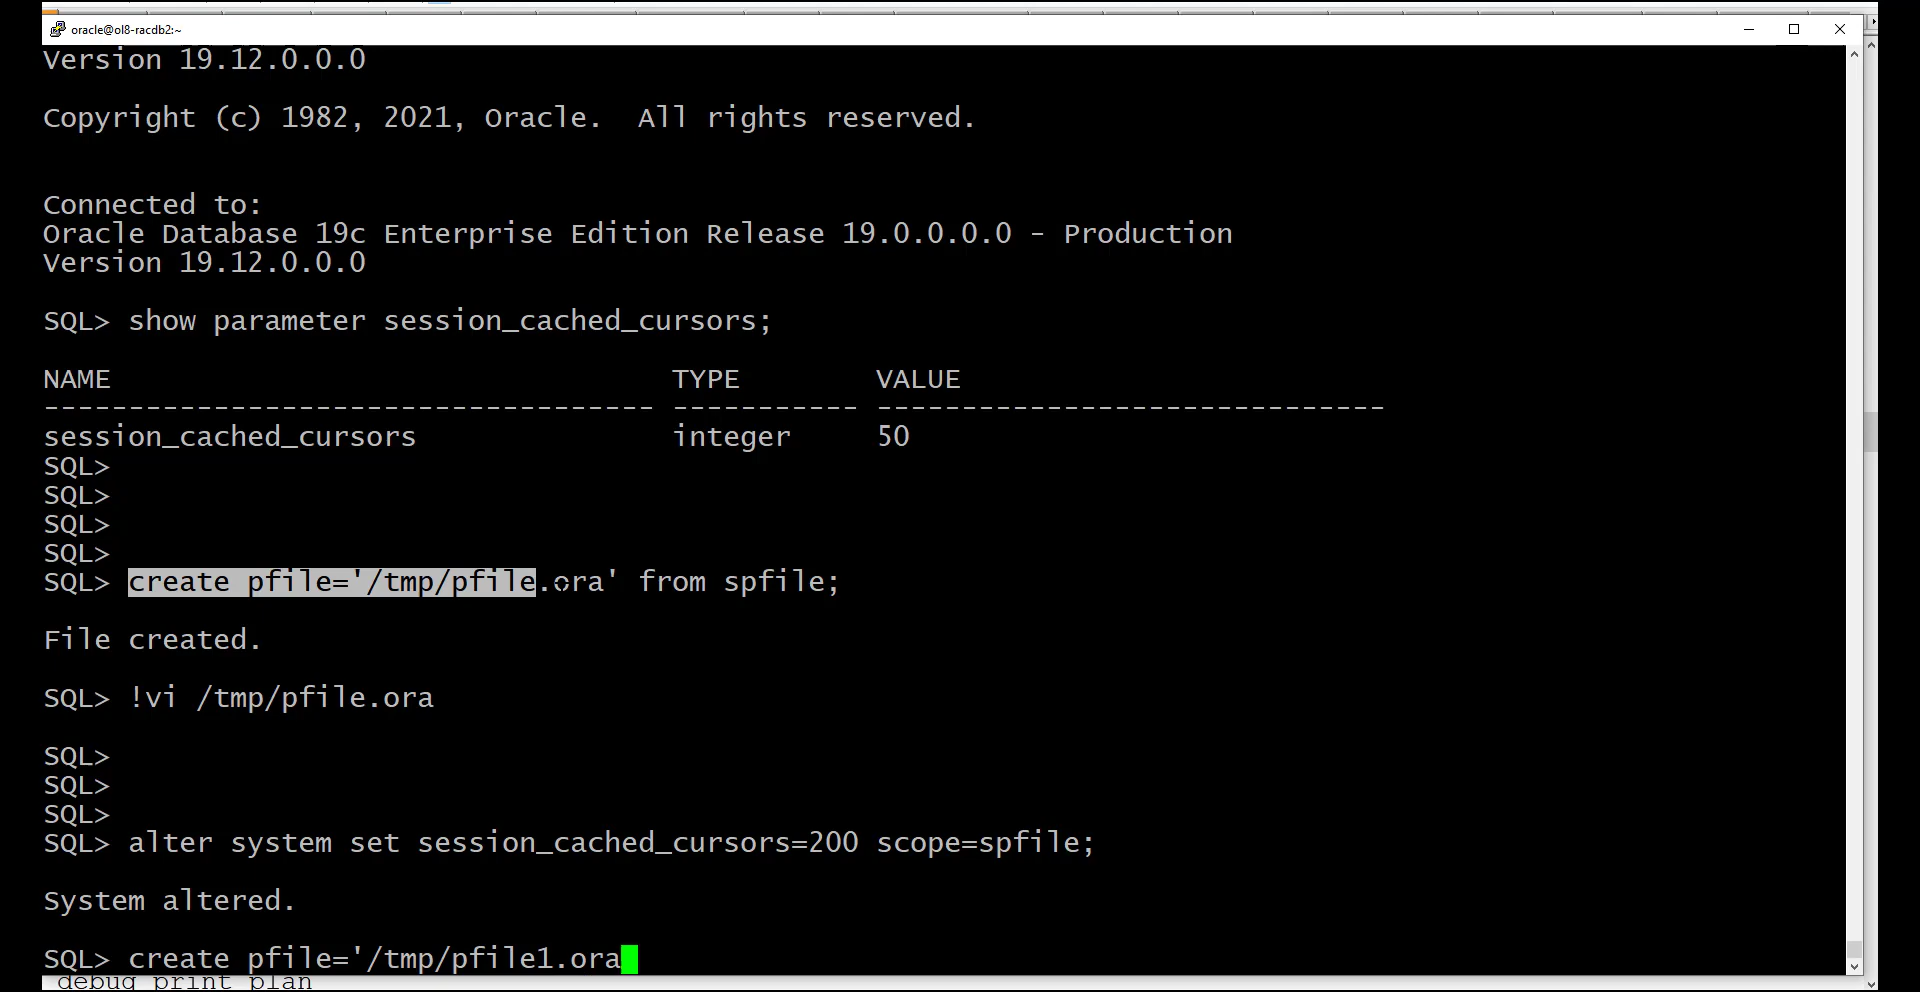 oracle@ol8-racdb2:~
Version 19.12.0.0.0
Copyright (c) 1982, 2021, Oracle.  All rights reserved.
Connected to:
Oracle Database 19c Enterprise Edition Release 19.0.0.0.0 - Production
Version 19.12.0.0.0
SQL> show parameter session_cached_cursors;
NAME                                 TYPE        VALUE
------------------------------------ ----------- ------------------------------
session_cached_cursors               integer     50
SQL>
SQL>
SQL>
SQL>
SQL> create pfile='/tmp/pfile.ora' from spfile;
File created.
SQL> !vi /tmp/pfile.ora
SQL>
SQL>
SQL>
SQL> alter system set session_cached_cursors=200 scope=spfile;
System altered.
SQL> create pfile='/tmp/pfile1.ora
debug print plan